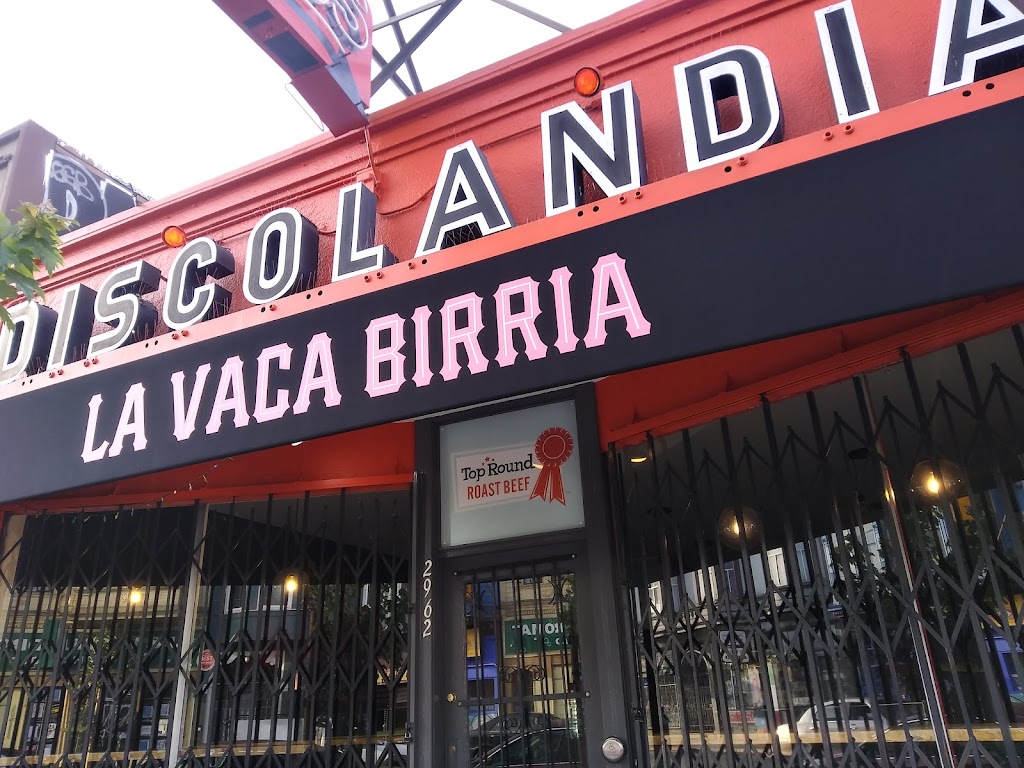 DISCOLANDIA
LA VACA BIRRIA
Top Round
ROAST BEEF
2962